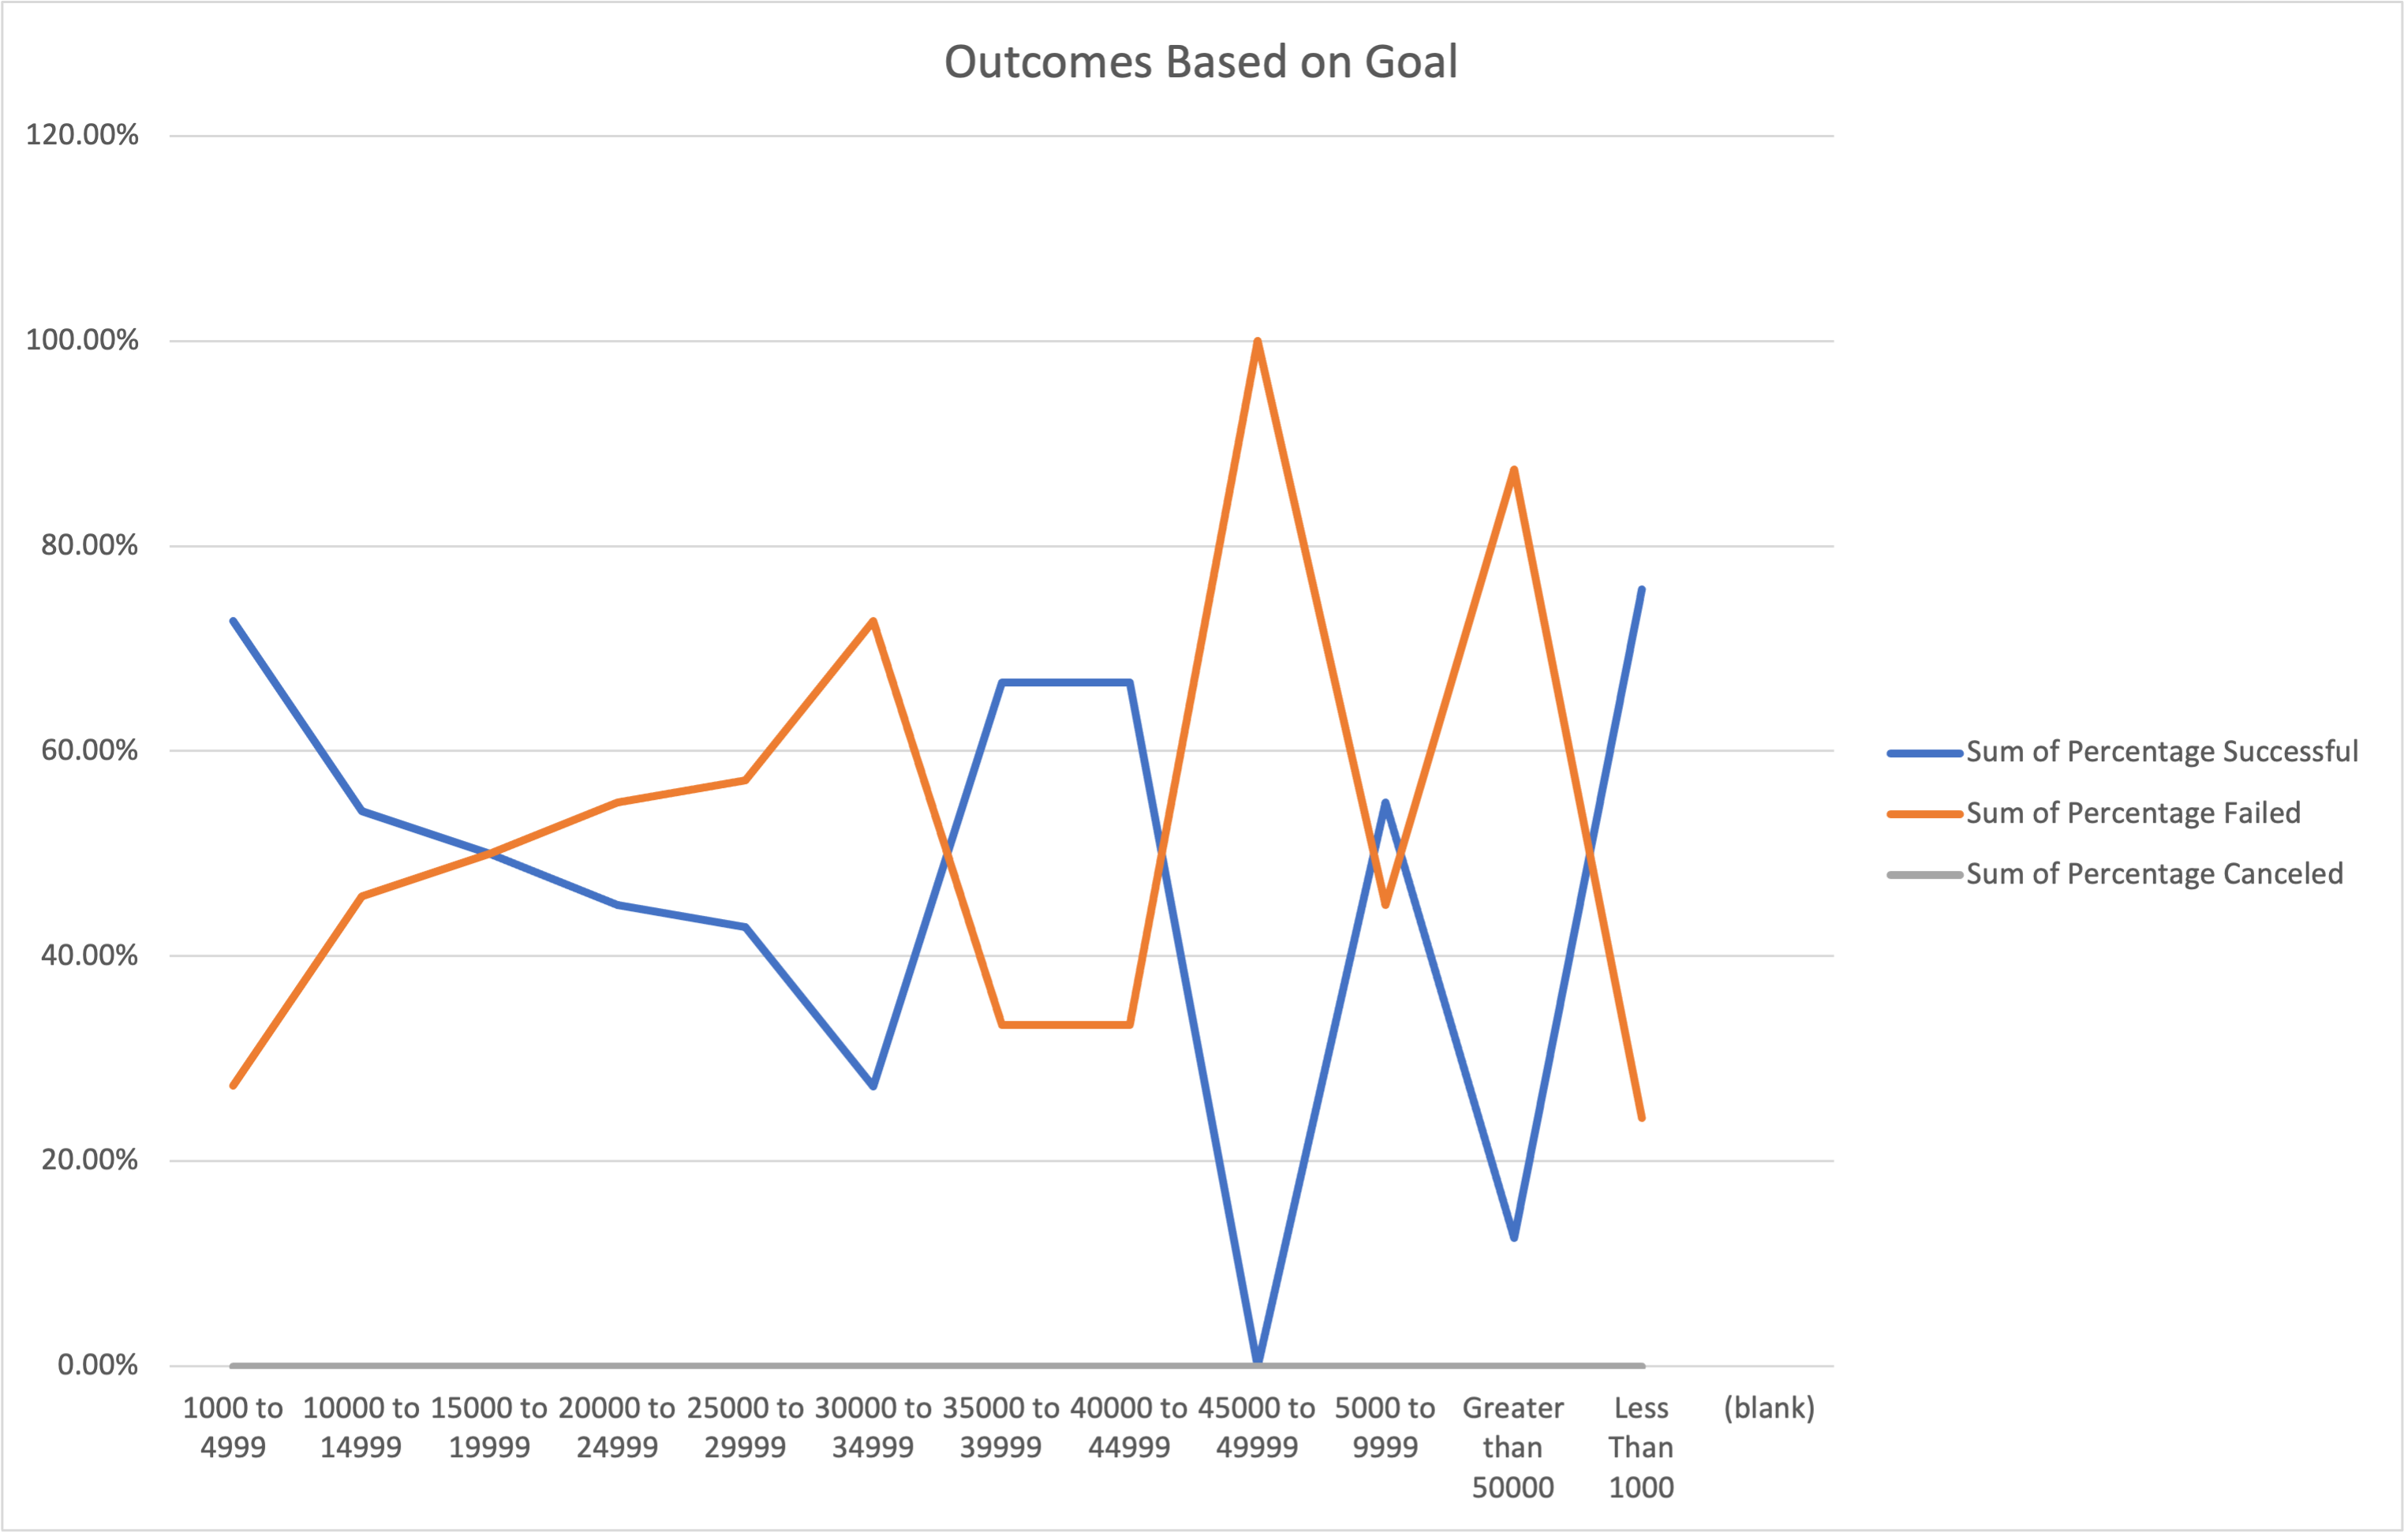 Outcomes Based on Goal
120.00%
100.00%
80.00%
60.00%
40.00%
20.00%
0.00%
1000 to
4999
10000 to
14999
15000 to
19999
20000 to
24999
25000 to
29999
30000 to
34999
35000 to
39999
40000 to
44999
45000 to
49999
5000 to
9999
Greater
than
50000
Less
Than
1000
(blank)
Sum of Percentage Successful
Sum of Percentage Failed
Sum of Percentage Canceled